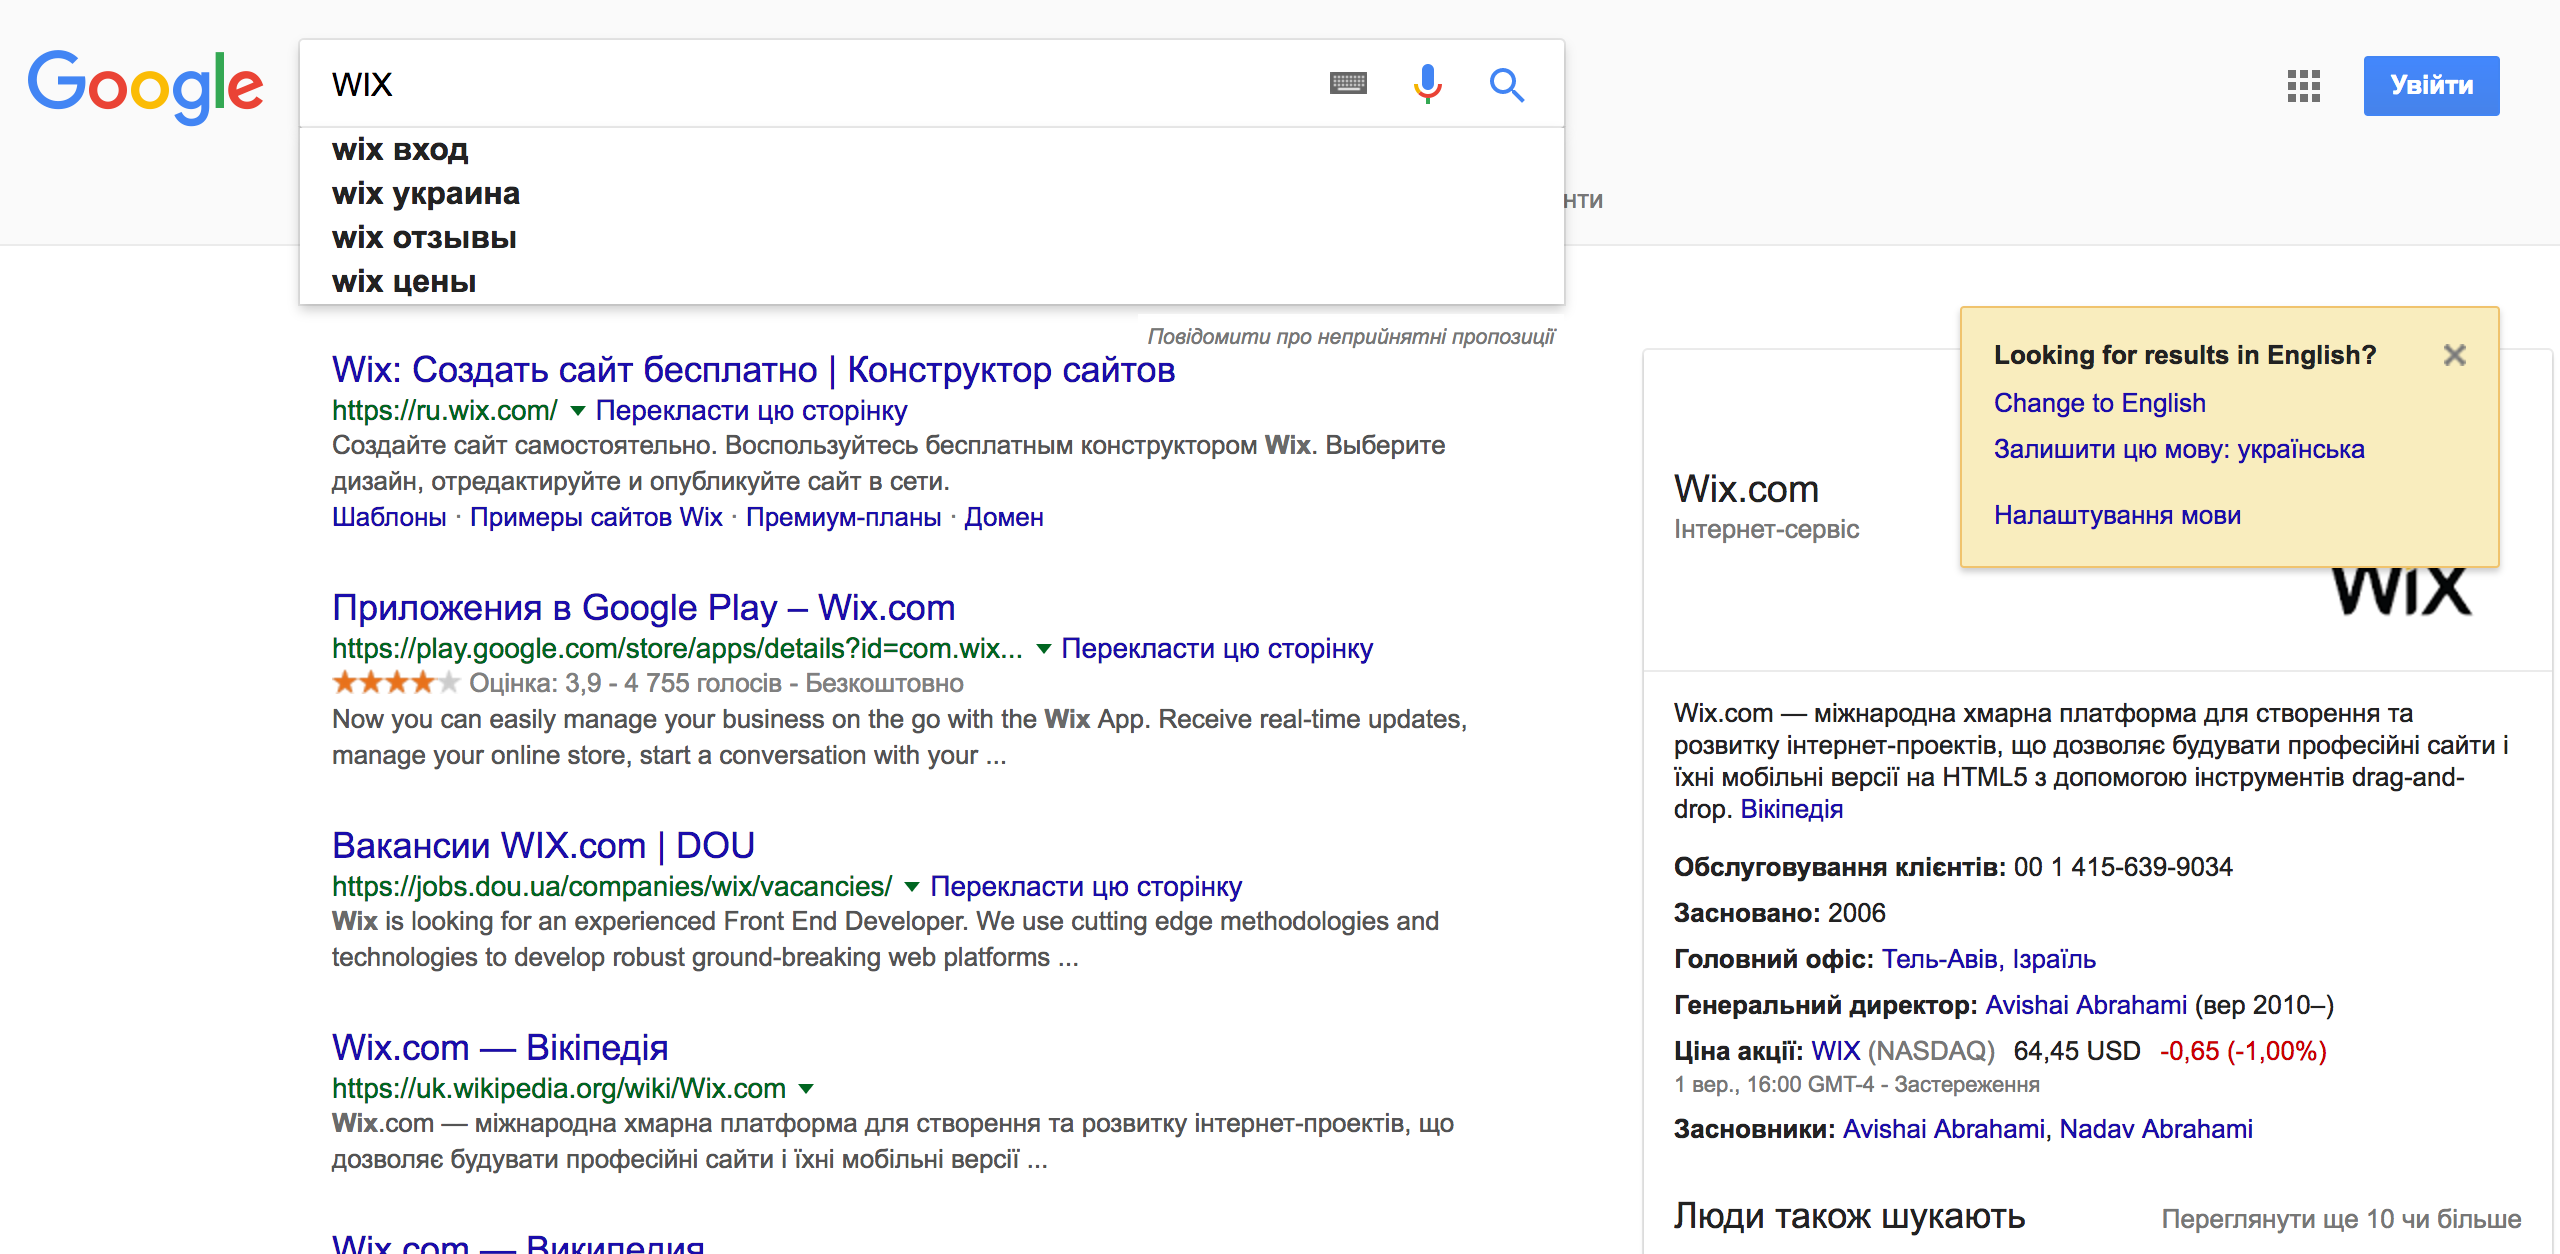 Google
WIX
Увійти
wix вход
wix украина
wix отзывы
wix цены
нти
Повідомити про неприйнятні пропозиції
Wix: Создать сайт бесплатно | Конструктор сайтов
https://ru.wix.com/ Перекласти цю сторінку
Создайте сайт самостоятельно. Воспользуйтесь бесплатным конструктором Wix. Выберите
дизайн, отредактируйте и опубликуйте сайт в сети.
Шаблоны · Примеры сайтов Wix · Премиум-планы · Домен
Приложения в Google Play – Wix.com
https://play.google.com/store/apps/details?id=com.wix... Перекласти цю сторінку
Оцінка: 3,9 - 4 755 голосів - Безкоштовно
Now you can easily manage your business on the go with the Wix App. Receive real-time updates,
manage your online store, start a conversation with your ...
Вакансии WIX.com | DOU
https://jobs.dou.ua/companies/wix/vacancies/ Перекласти цю сторінку
Wix is looking for an experienced Front End Developer. We use cutting edge methodologies and
technologies to develop robust ground-breaking web platforms ...
Wix.com — Вікіпедія
https://uk.wikipedia.org/wiki/Wix.com
Wix.com — міжнародна хмарна платформа для створення та розвитку інтернет-проектів, що
дозволяє будувати професійні сайти і їхні мобільні версії ...
Wix.com — Википедия
Looking for results in English?
Change to English
Залишити цю мову: українська
Налаштування мови
Wix.com
Інтернет-сервіс
WiX
Wix.com — міжнародна хмарна платформа для створення та
розвитку інтернет-проектів, що дозволяє будувати професійні сайти і
їхні мобільні версії на HTML5 з допомогою інструментів drag-and-
drop. Вікіпедія
Обслуговування клієнтів: 00 1 415-639-9034
Засновано: 2006
Головний офіс: Тель-Авів, Ізраїль
Генеральний директор: Avishai Abrahami (вер 2010–)
Ціна акції: WIX (NASDAQ) 64,45 USD -0,65 (-1,00%)
1 вер., 16:00 GMT-4 - Застереження
Засновники: Avishai Abrahami, Nadav Abrahami
Люди також шукають
Переглянути ще 10 чи більше